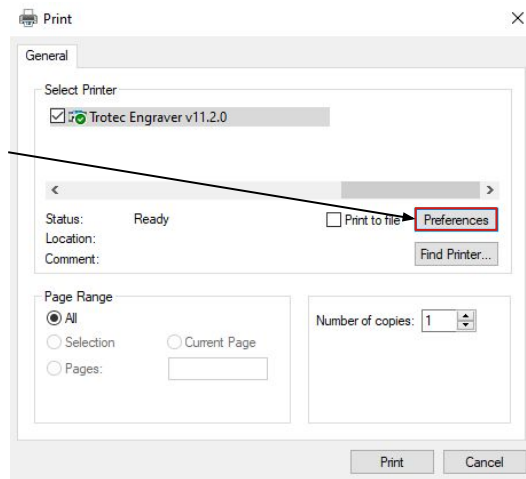 Print
General
Select Printer
Trotec Engraver v11.2.0
Status: Ready
Print to file
Preferences
Location:
Comment:
Find Printer...
Page Range
All
Selection
Current Page
Pages:
Number of copies: 1
Print
Cancel